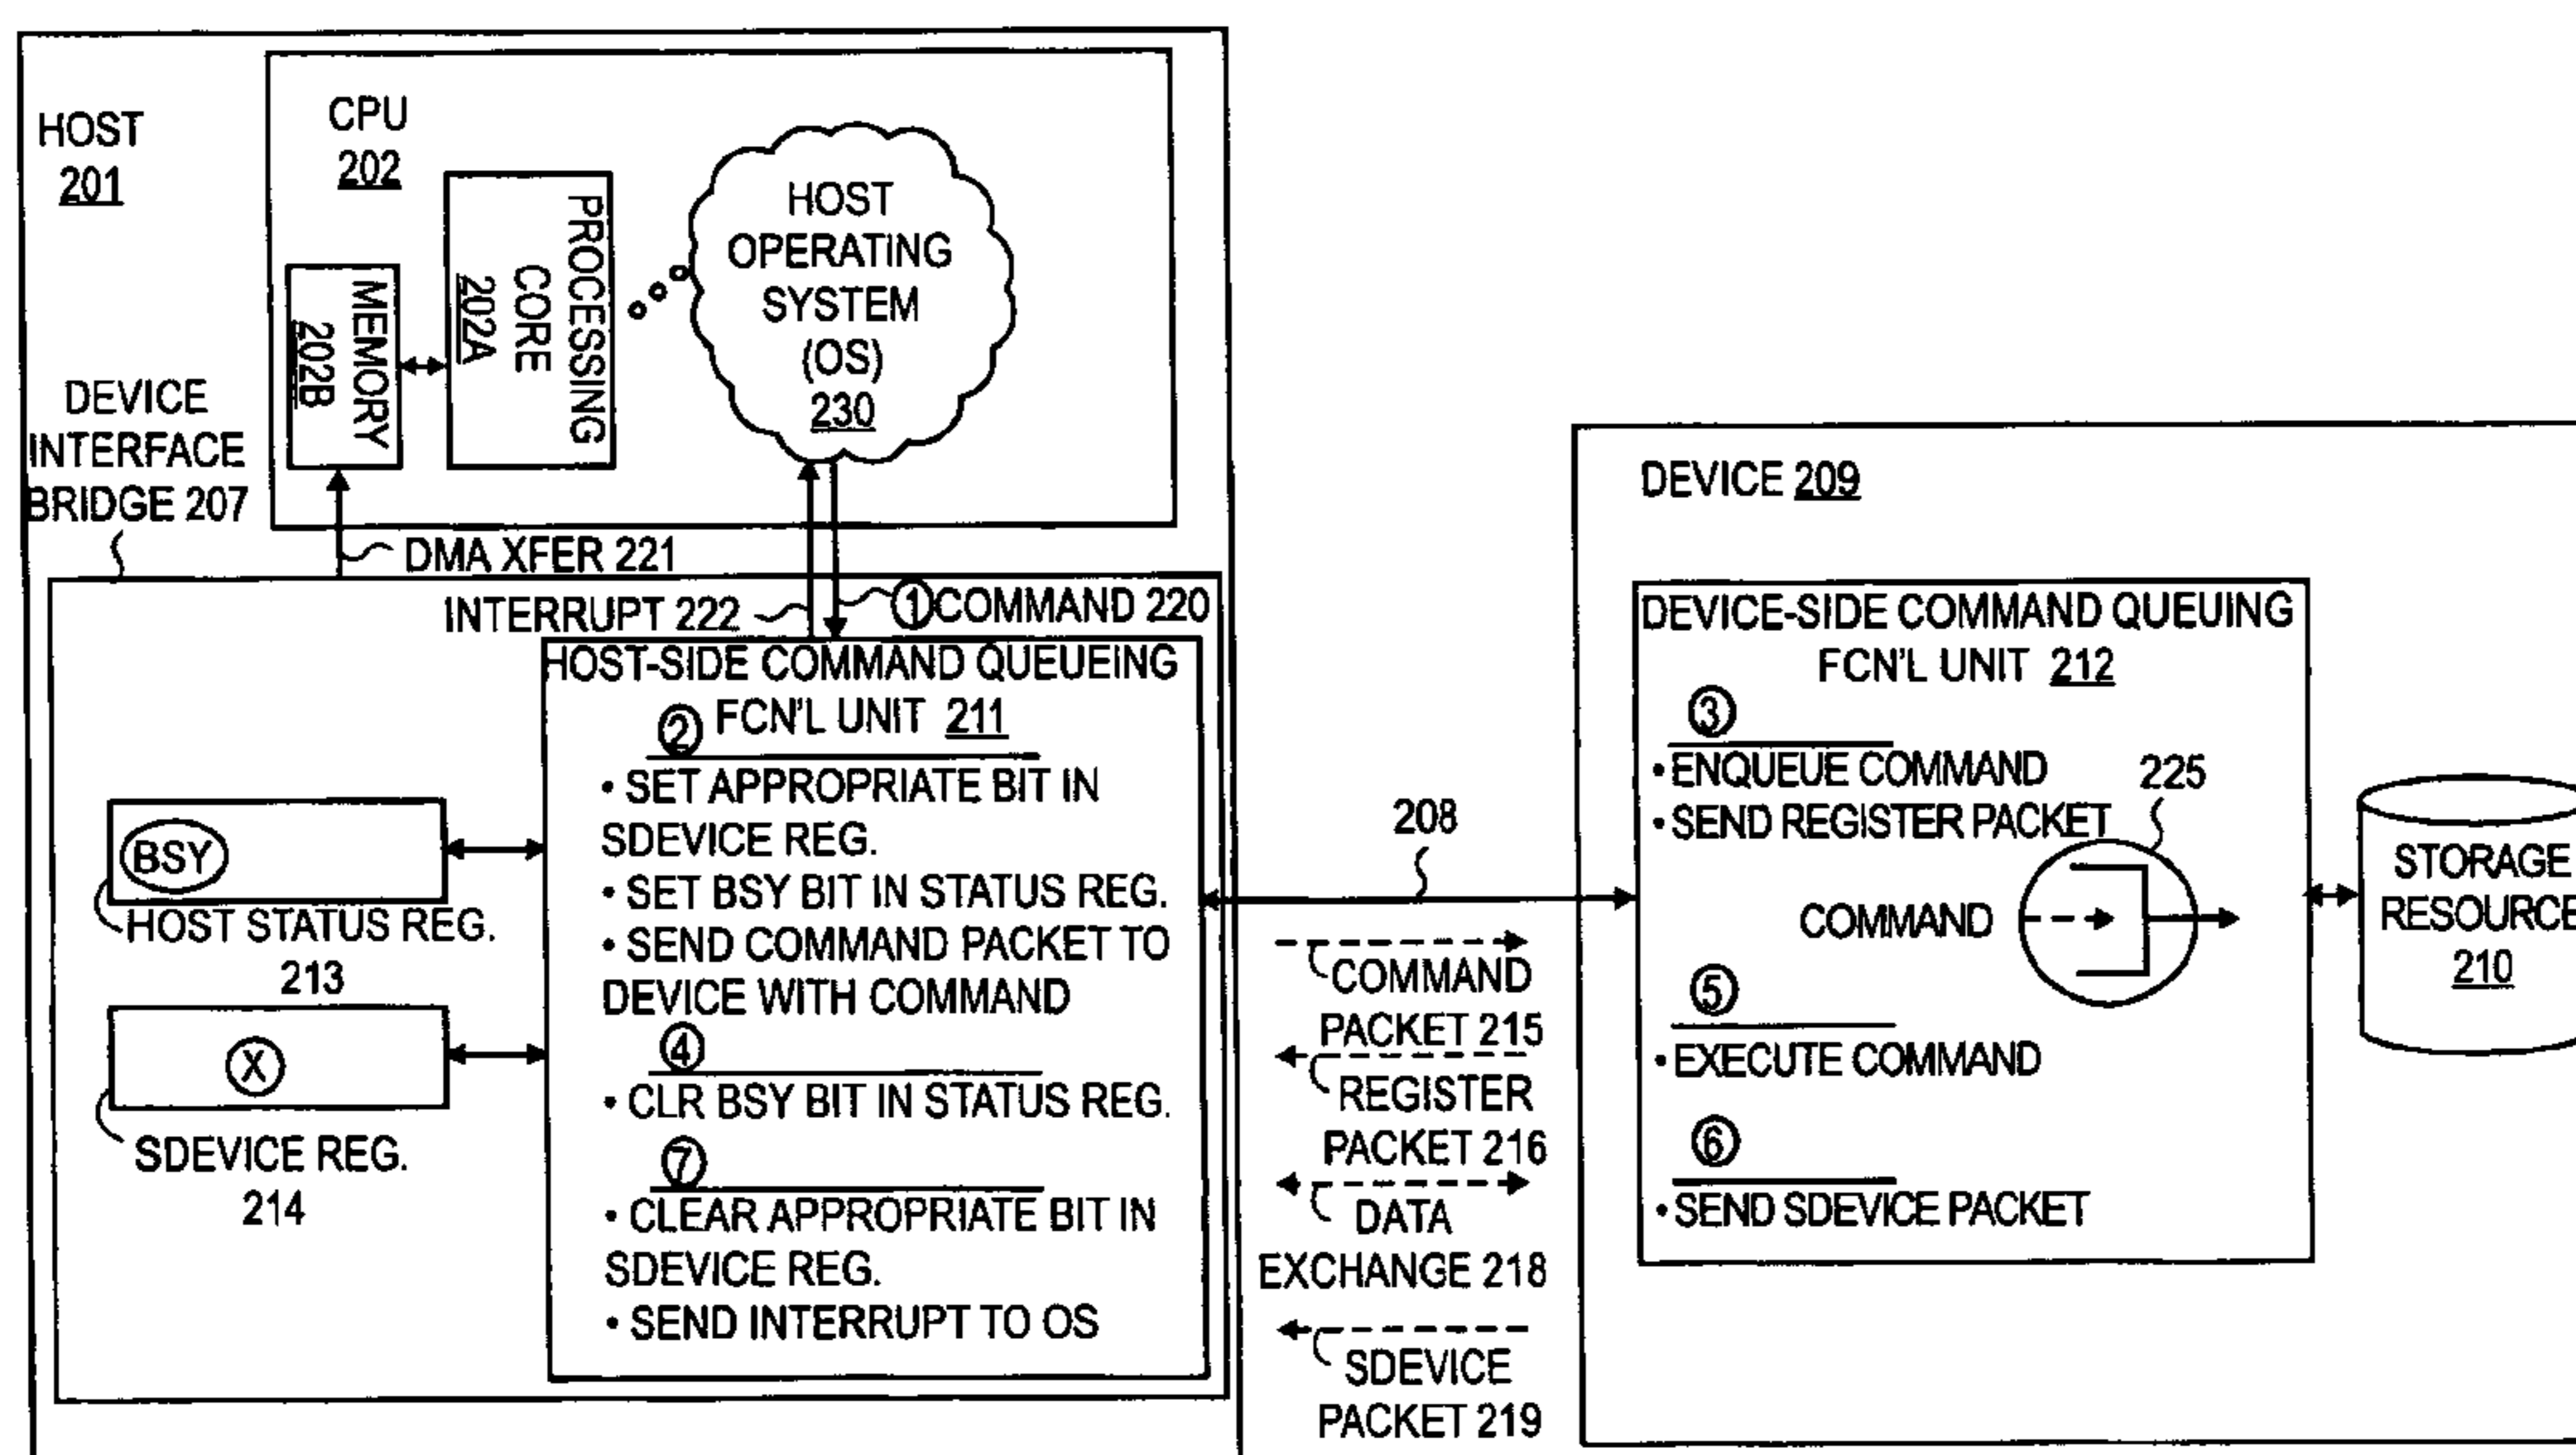 HOST
201
CPU
202
PROCESSING
CORE
202A
MEMORY
202B
HOST
OPERATING
SYSTEM
(OS)
230
DEVICE
INTERFACE
BRIDGE 207
DMA XFER 221
INTERRUPT 222
① COMMAND 220
HOST-SIDE COMMAND QUEUEING
FCN'L UNIT 211
②
• SET APPROPRIATE BIT IN
SDEVICE REG.
• SET BSY BIT IN STATUS REG.
• SEND COMMAND PACKET TO
DEVICE WITH COMMAND
④
• CLR BSY BIT IN STATUS REG.
⑦
• CLEAR APPROPRIATE BIT IN
SDEVICE REG.
• SEND INTERRUPT TO OS
BSY
HOST STATUS REG.
213
X
SDEVICE REG.
214
208
COMMAND
PACKET 215
REGISTER
PACKET 216
DATA
EXCHANGE 218
SDEVICE
PACKET 219
DEVICE 209
DEVICE-SIDE COMMAND QUEUING
FCN'L UNIT 212
③
• ENQUEUE COMMAND
• SEND REGISTER PACKET
225
COMMAND
⑤
• EXECUTE COMMAND
⑥
• SEND SDEVICE PACKET
STORAGE
RESOURCE
210